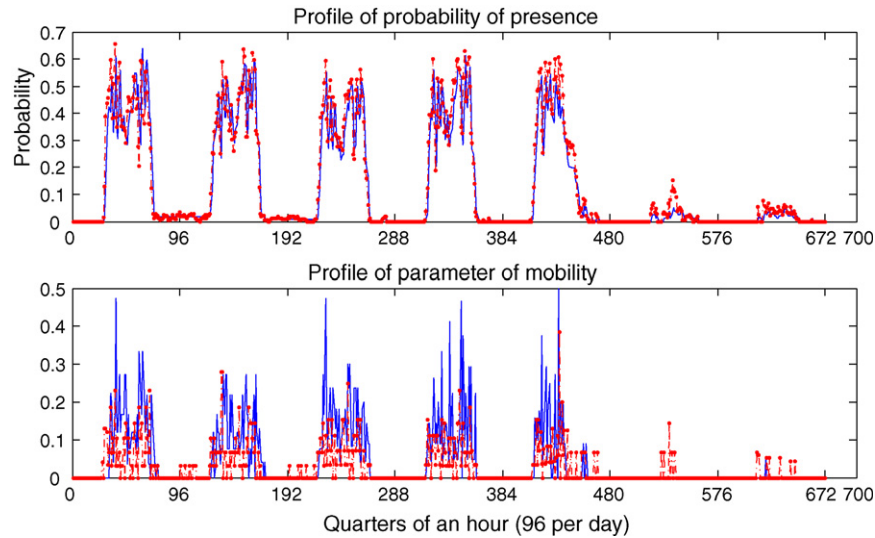 Profile of probability of presence
0.7
0.6
0.5
0.4
0.3
0.2
0.1
0
Probability
0 96 192 288 384 480 576 672 700
Profile of parameter of mobility
0.5
0.4
0.3
0.2
0.1
0
0 96 192 288 384 480 576 672 700
Quarters of an hour (96 per day)